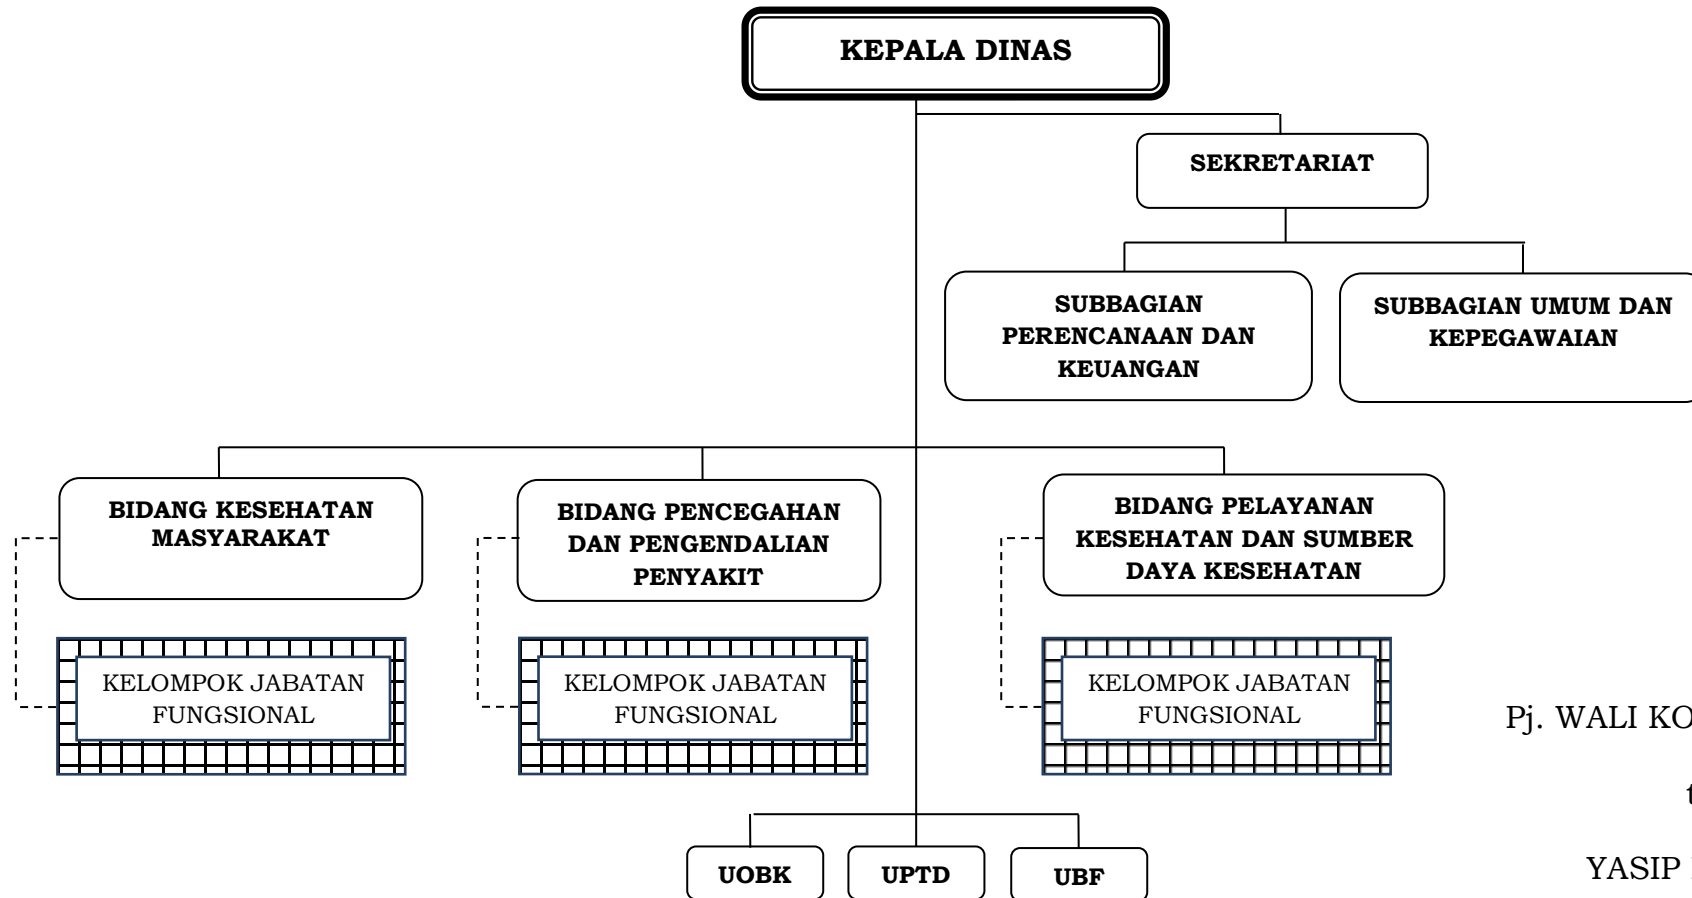 KEPALA DINAS
SEKRETARIAT
SUBBAGIAN
PERENCANAAN DAN
KEUANGAN
SUBBAGIAN UMUM DAN
KEPEGAWAIAN
BIDANG KESEHATAN
MASYARAKAT
BIDANG PENCEGAHAN
DAN PENGENDALIAN
PENYAKIT
BIDANG PELAYANAN
KESEHATAN DAN SUMBER
DAYA KESEHATAN
KELOMPOK JABATAN
FUNGSIONAL
KELOMPOK JABATAN
FUNGSIONAL
KELOMPOK JABATAN
FUNGSIONAL
Pj. WALI KO
t
YASIP
UOBK
UPTD
UBF